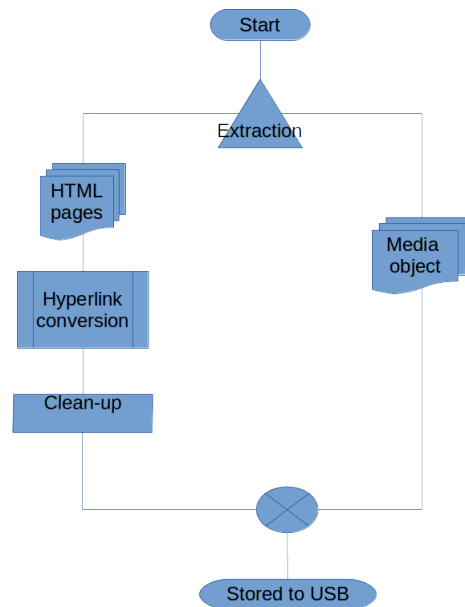 Start
Extraction
HTML
pages
Media
object
Hyperlink
conversion
Clean-up
Stored to USB